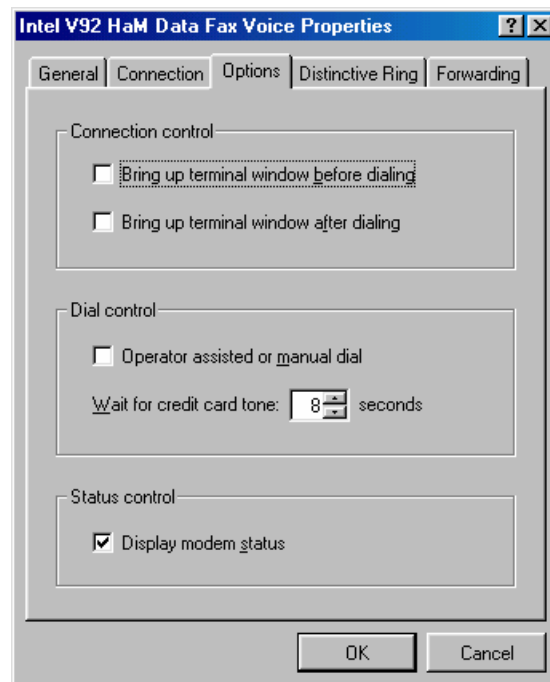 Intel V92 HaM Data Fax Voice Properties
General Connection Options Distinctive Ring Forwarding
Connection control
Bring up terminal window before dialing
Bring up terminal window after dialing
Dial control
Operator assisted or manual dial
Wait for credit card tone: 8 seconds
Status control
Display modem status
OK Cancel